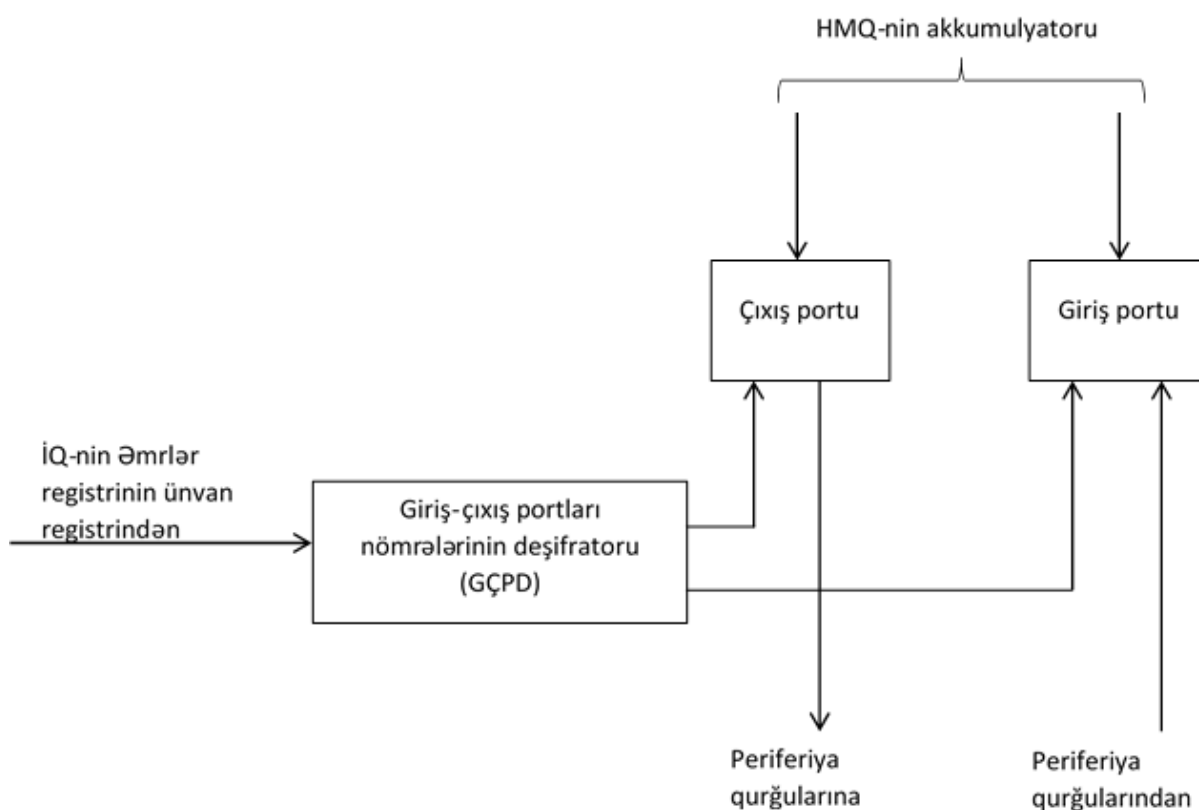 HMQ-nin akkumulyatoru
Çıxış portu
Giriş portu
İQ-nin Əmrlər
registrinin ünvan
registrindən
Giriş-çıxış portları
nömrələrinin deşifratoru
(GÇPD)
Periferiya
qurğularına
Periferiya
qurğularından